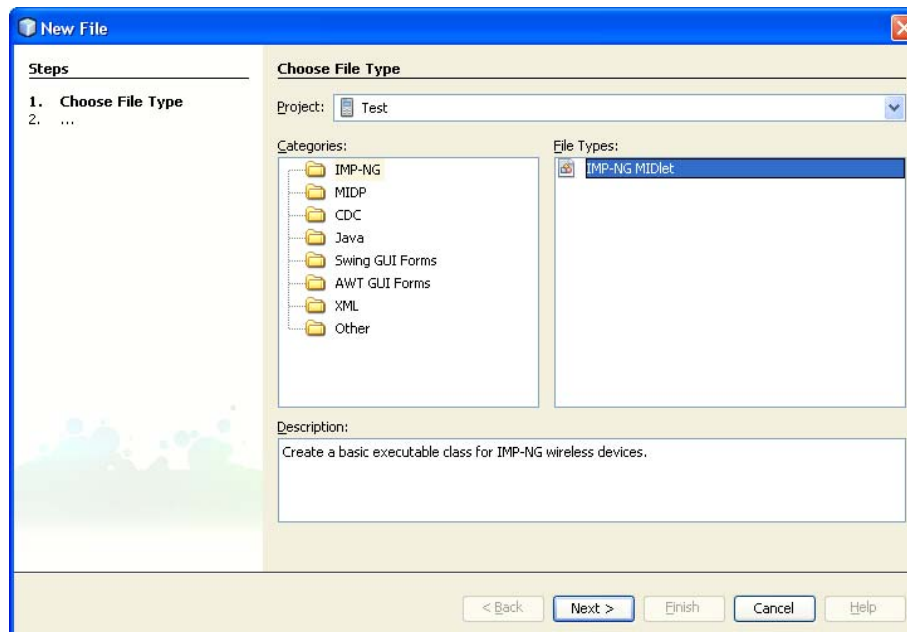 New File
Steps
1. Choose File Type
2. ...
Choose File Type
Project: Test
Categories:
IMP-NG
MIDP
CDC
Java
Swing GUI Forms
AWT GUI Forms
XML
Other
File Types:
IMP-NG MIDlet
Description:
Create a basic executable class for IMP-NG wireless devices.
< Back Next > Finish Cancel Help